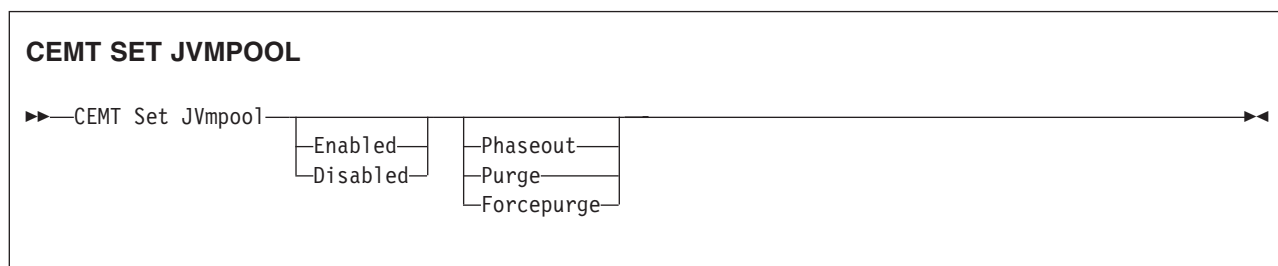 CEMT SET JVMPOOL
CEMT Set JVmpool
Enabled
Disabled
Phaseout
Purge
Forcepurge